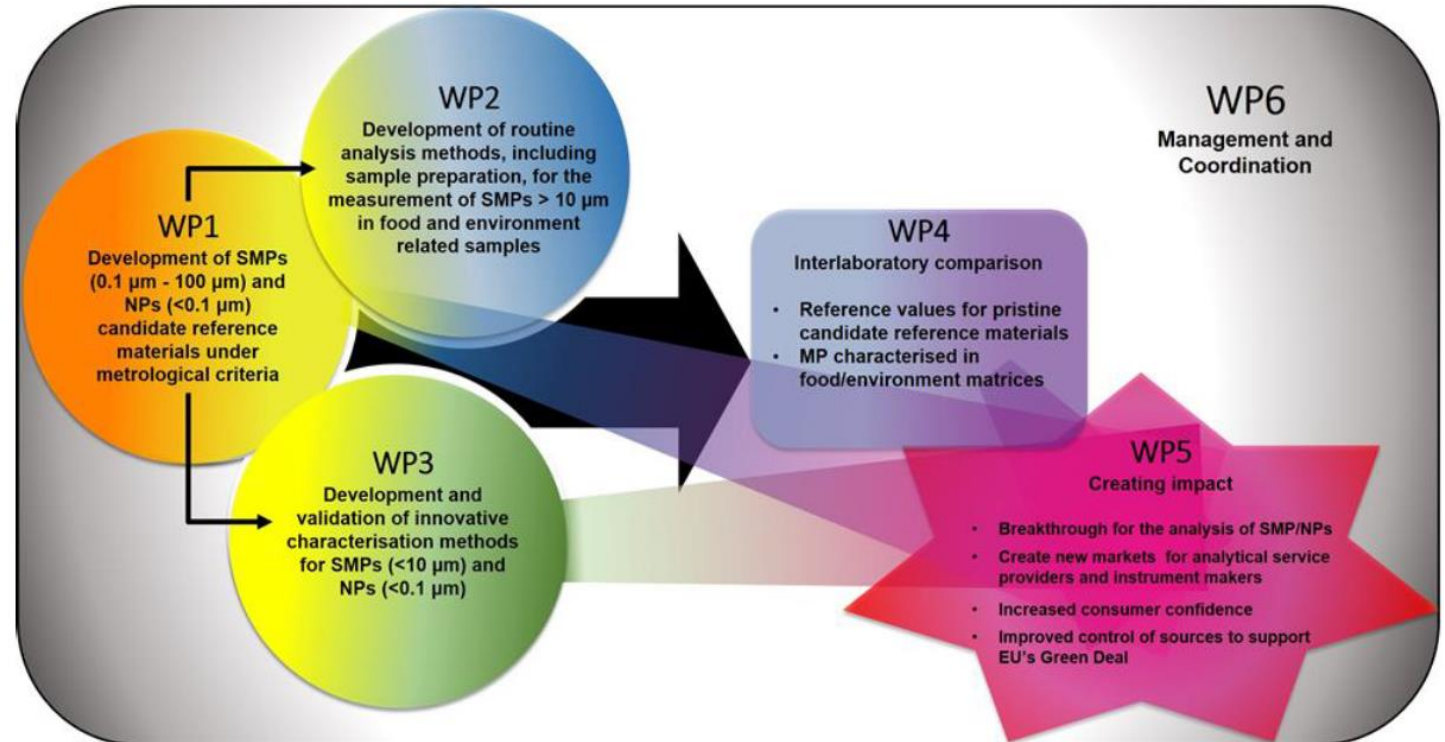 WP1
Development of SMPs
(0.1 µm - 100 µm) and
NPs (<0.1 µm)
candidate reference
materials under
metrological criteria
WP2
Development of routine
analysis methods, including
sample preparation, for the
measurement of SMPs > 10 µm
in food and environment
related samples
WP3
Development and
validation of innovative
characterisation methods
for SMPs (<10 µm) and
NPs (<0.1 µm)
WP4
Interlaboratory comparison
• Reference values for pristine
candidate reference materials
• MP characterised in
food/environment matrices
WP5
Creating impact
• Breakthrough for the analysis of SMP/NPs
• Create new markets for analytical service
providers and instrument makers
• Increased consumer confidence
• Improved control of sources to support
EU's Green Deal
WP6
Management and
Coordination